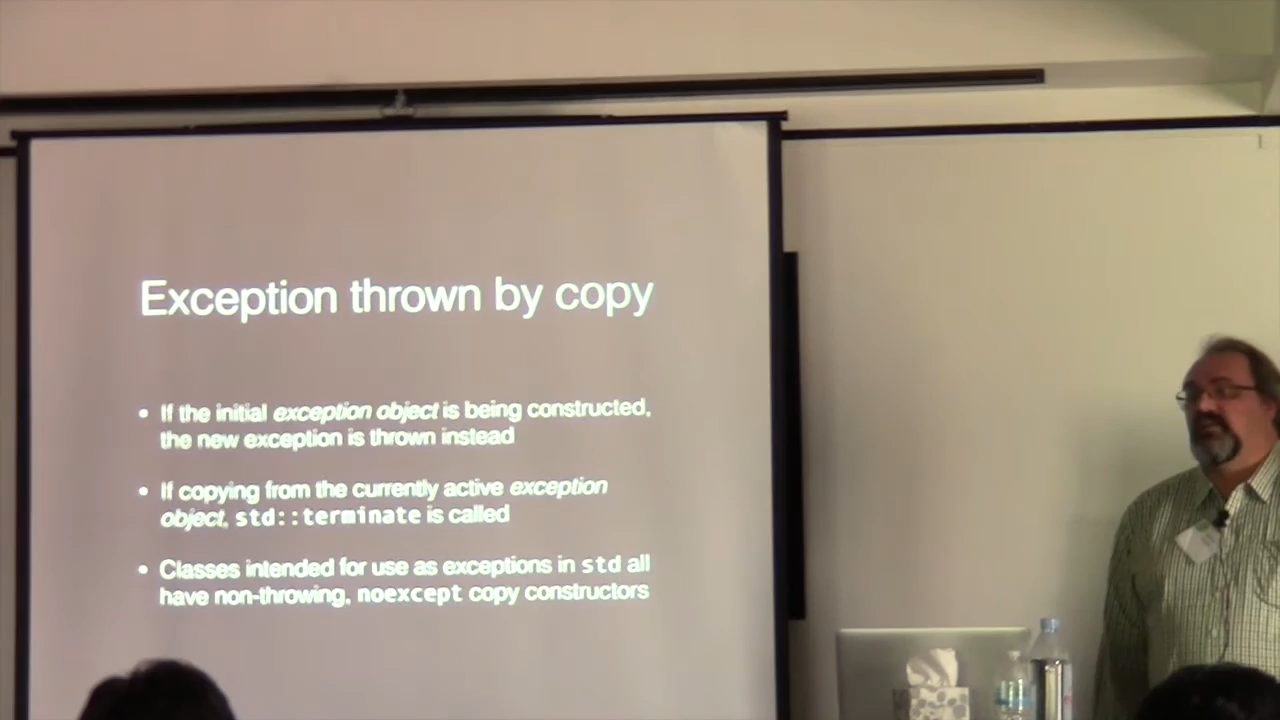 Exception thrown by copy
• If the initial exception object is being constructed,
the new exception is thrown instead
• If copying from the currently active exception
object, std::terminate is called
• Classes intended for use as exceptions in std all
have non-throwing, noexcept copy constructors